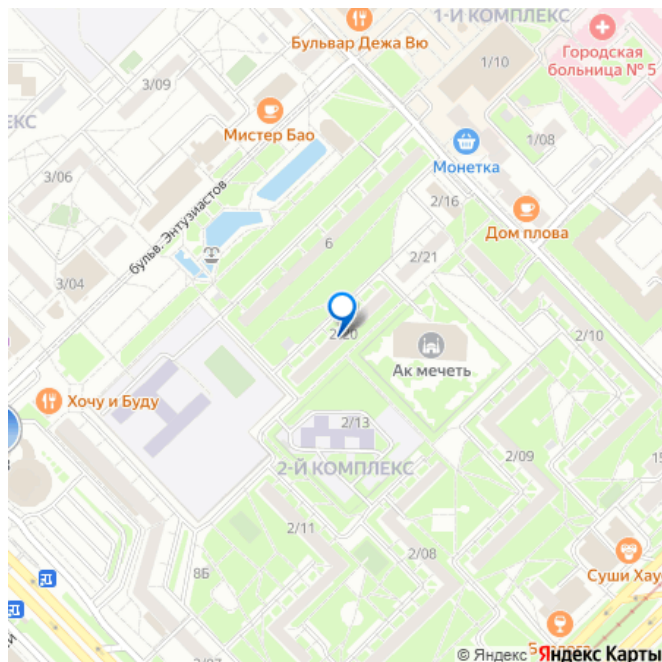 1-Й КОМПЛЕКС
Бульвар Дежа Вю
Городская
больница № 5
1/10
3/09
Мистер Бао
ЕКС
1/08
Монетка
3/06
бульв. Энтузиастов
2/16
Дом плова
6
2/21
3/04
2/20
2/10
Ак мечеть
Хочу и Буду
2/13
2/09
2-Й КОМПЛЕКС
15
2/11
2/08
8Б
Суши Хау
© Яндекс Яндекс Карты